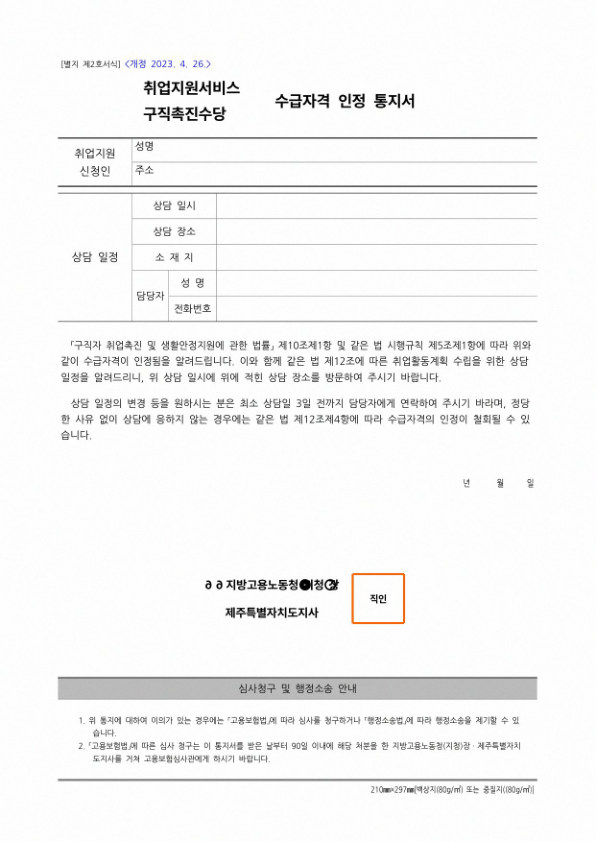 [별지 제2호서식] <개정 2023. 4. 26.>
취업지원서비스
구직촉진수당
수급자격 인정 통지서
취업지원
신청인
성명
주소
상담 일정
상담 일시
상담 장소
소 재 지
담당자
성 명
전화번호
「구직자 취업촉진 및 생활안정지원에 관한 법률」 제10조제1항 및 같은 법 시행규칙 제5조제1항에 따라 위와
같이 수급자격이 인정됨을 알려드립니다. 이와 함께 같은 법 제12조에 따른 취업활동계획 수립을 위한 상담
일정을 알려드리니, 위 상담 일시에 위에 적힌 상담 장소를 방문하여 주시기 바랍니다.
상담 일정의 변경 등을 원하시는 분은 최소 상담일 3일 전까지 담당자에게 연락하여 주시기 바라며, 정당
한 사유 없이 상담에 응하지 않는 경우에는 같은 법 제12조제4항에 따라 수급자격의 인정이 철회될 수 있
습니다.
년 월 일
∂ ∂ 지방고용노동청
제주특별자치도지사
직인
심사청구 및 행정소송 안내
1. 위 통지에 대하여 이의가 있는 경우에는 「고용보험법」에 따라 심사를 청구하거나 「행정소송법」에 따라 행정소송을 제기할 수 있
습니다.
2. 「고용보험법」에 따른 심사 청구는 이 통지서를 받은 날부터 90일 이내에 해당 처분을 한 지방고용노동청(지청)장ㆍ제주특별자치
도지사를 거쳐 고용보험심사관에게 하시기 바랍니다.
210㎜×297㎜[백상지(80g/㎡) 또는 중질지((80g/㎡)]